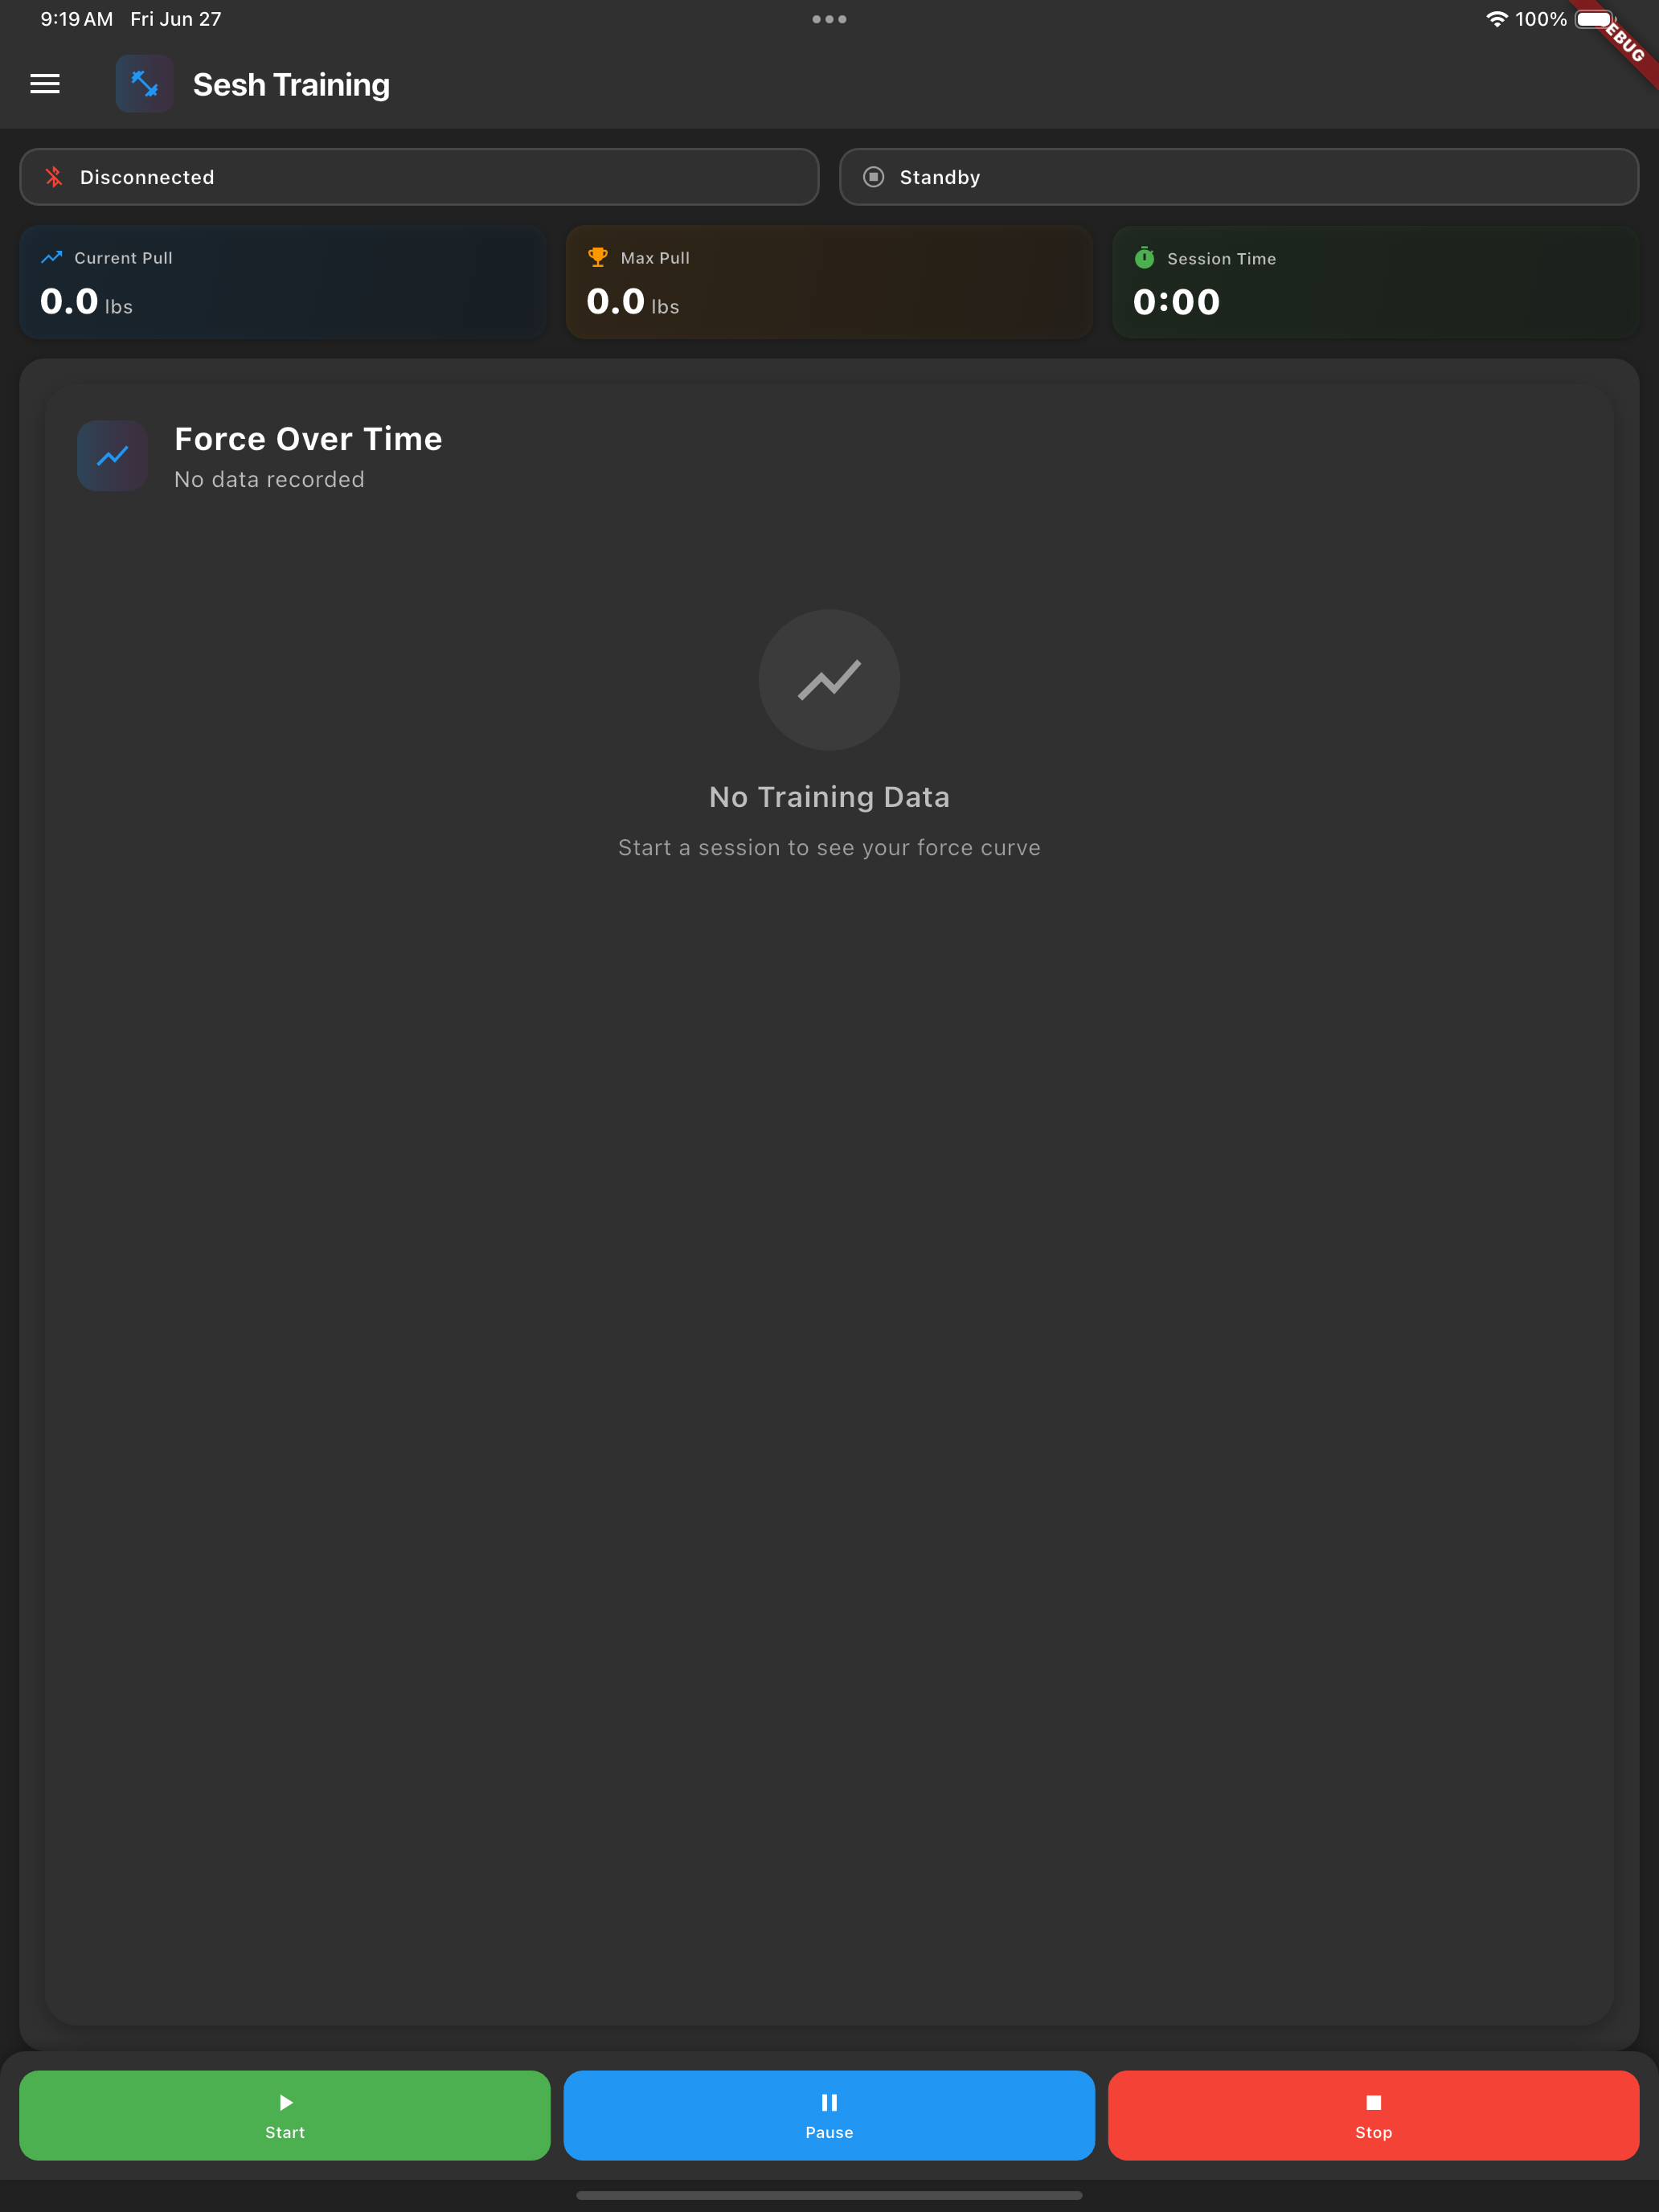 9:19 AM Fri Jun 27
100%
EBUG
Sesh Training
Disconnected
Standby
Current Pull
0.0 lbs
Max Pull
0.0 lbs
Session Time
0:00
Force Over Time
No data recorded
No Training Data
Start a session to see your force curve
Start
Pause
Stop